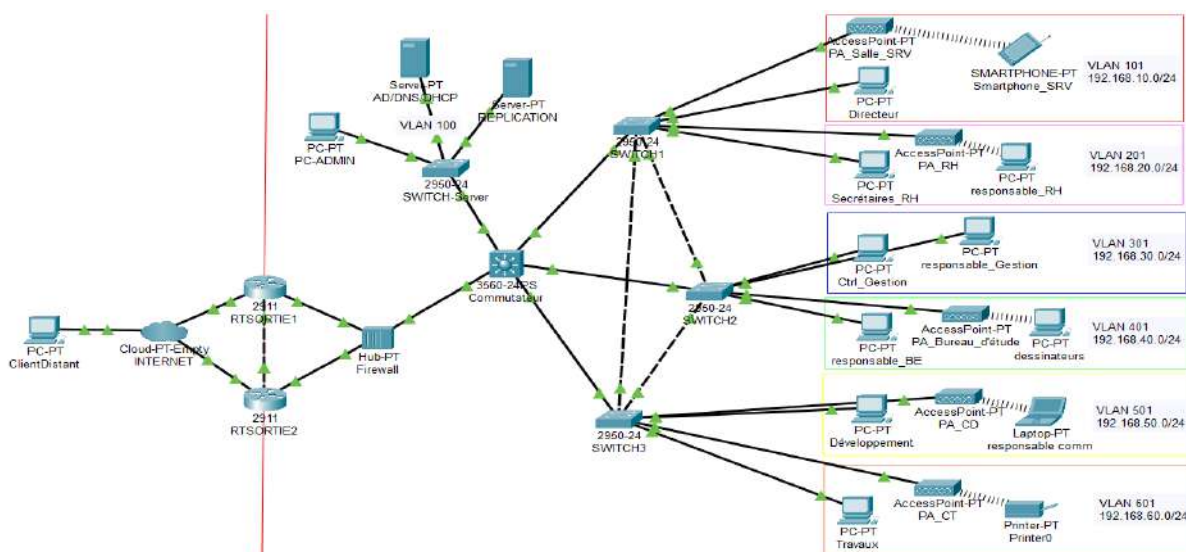 AccessPoint-PT
PA_Salle_SRV
SMARTPHONE-PT
Smartphone_SRV
VLAN 101
192.168.10.0/24
PC-PT
Directeur
Server-PT
AD/DNS/DHCP
Server-PT
REPLICATION
VLAN 100
PC-PT
PC-ADMIN
2950-24
SWITCH-Server
2950-24
SWITCH1
AccessPoint-PT
PA_RH
PC-PT
Secrétaires_RH
PC-PT
responsable_RH
VLAN 201
192.168.20.0/24
PC-PT
Ctrl_Gestion
PC-PT
responsable_Gestion
VLAN 301
192.168.30.0/24
3560-24PS
Commutateur
2950-24
SWITCH2
PC-PT
responsable_BE
AccessPoint-PT
PA_Bureau_d'étude
PC-PT
dessinateurs
VLAN 401
192.168.40.0/24
PC-PT
ClientDistant
Cloud-PT-Empty
INTERNET
2911
RTSORTIE1
Hub-PT
Firewall
2911
RTSORTIE2
2950-24
SWITCH3
PC-PT
Développement
AccessPoint-PT
PA_CD
Laptop-PT
responsable comm
VLAN 501
192.168.50.0/24
PC-PT
Travaux
AccessPoint-PT
PA_CT
Printer-PT
Printer0
VLAN 601
192.168.60.0/24